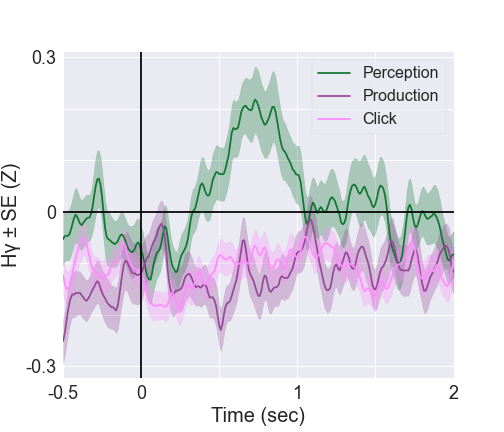 0.3
Perception
Production
Click
0
Hγ ± SE (Z)
-0.3
-0.5
0
1
2
Time (sec)